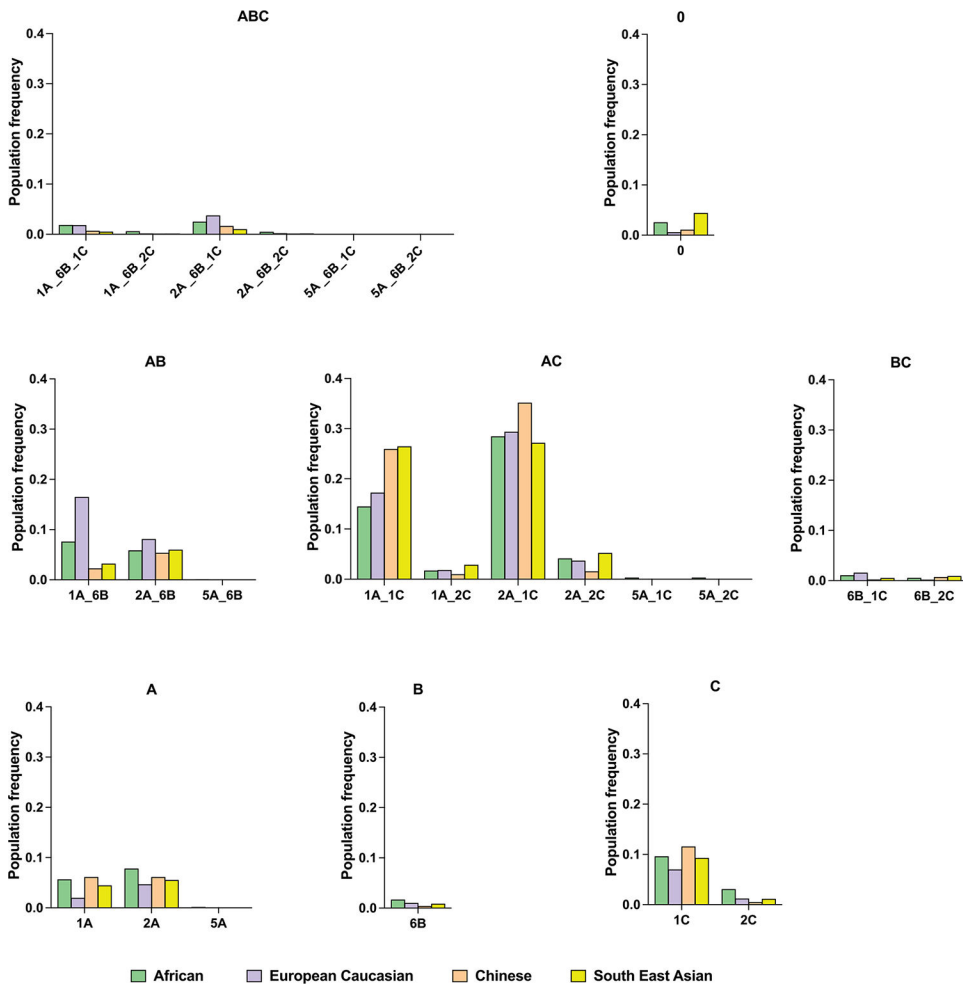 ABC
Population frequency
0.4
0.3
0.2
0.1
0.0
1A_6B_1C
1A_6B_2C
2A_6B_1C
2A_6B_2C
5A_6B_1C
5A_6B_2C
0
Population frequency
0.4
0.3
0.2
0.1
0.0
0
AB
Population frequency
0.4
0.3
0.2
0.1
0.0
1A_6B 2A_6B 5A_6B
AC
Population frequency
0.4
0.3
0.2
0.1
0.0
1A_1C 1A_2C 2A_1C 2A_2C 5A_1C 5A_2C
BC
Population frequency
0.4
0.3
0.2
0.1
0.0
6B_1C 6B_2C
A
Population frequency
0.4
0.3
0.2
0.1
0.0
1A 2A 5A
B
Population frequency
0.4
0.3
0.2
0.1
0.0
6B
C
Population frequency
0.4
0.3
0.2
0.1
0.0
1C 2C
African European Caucasian Chinese South East Asian